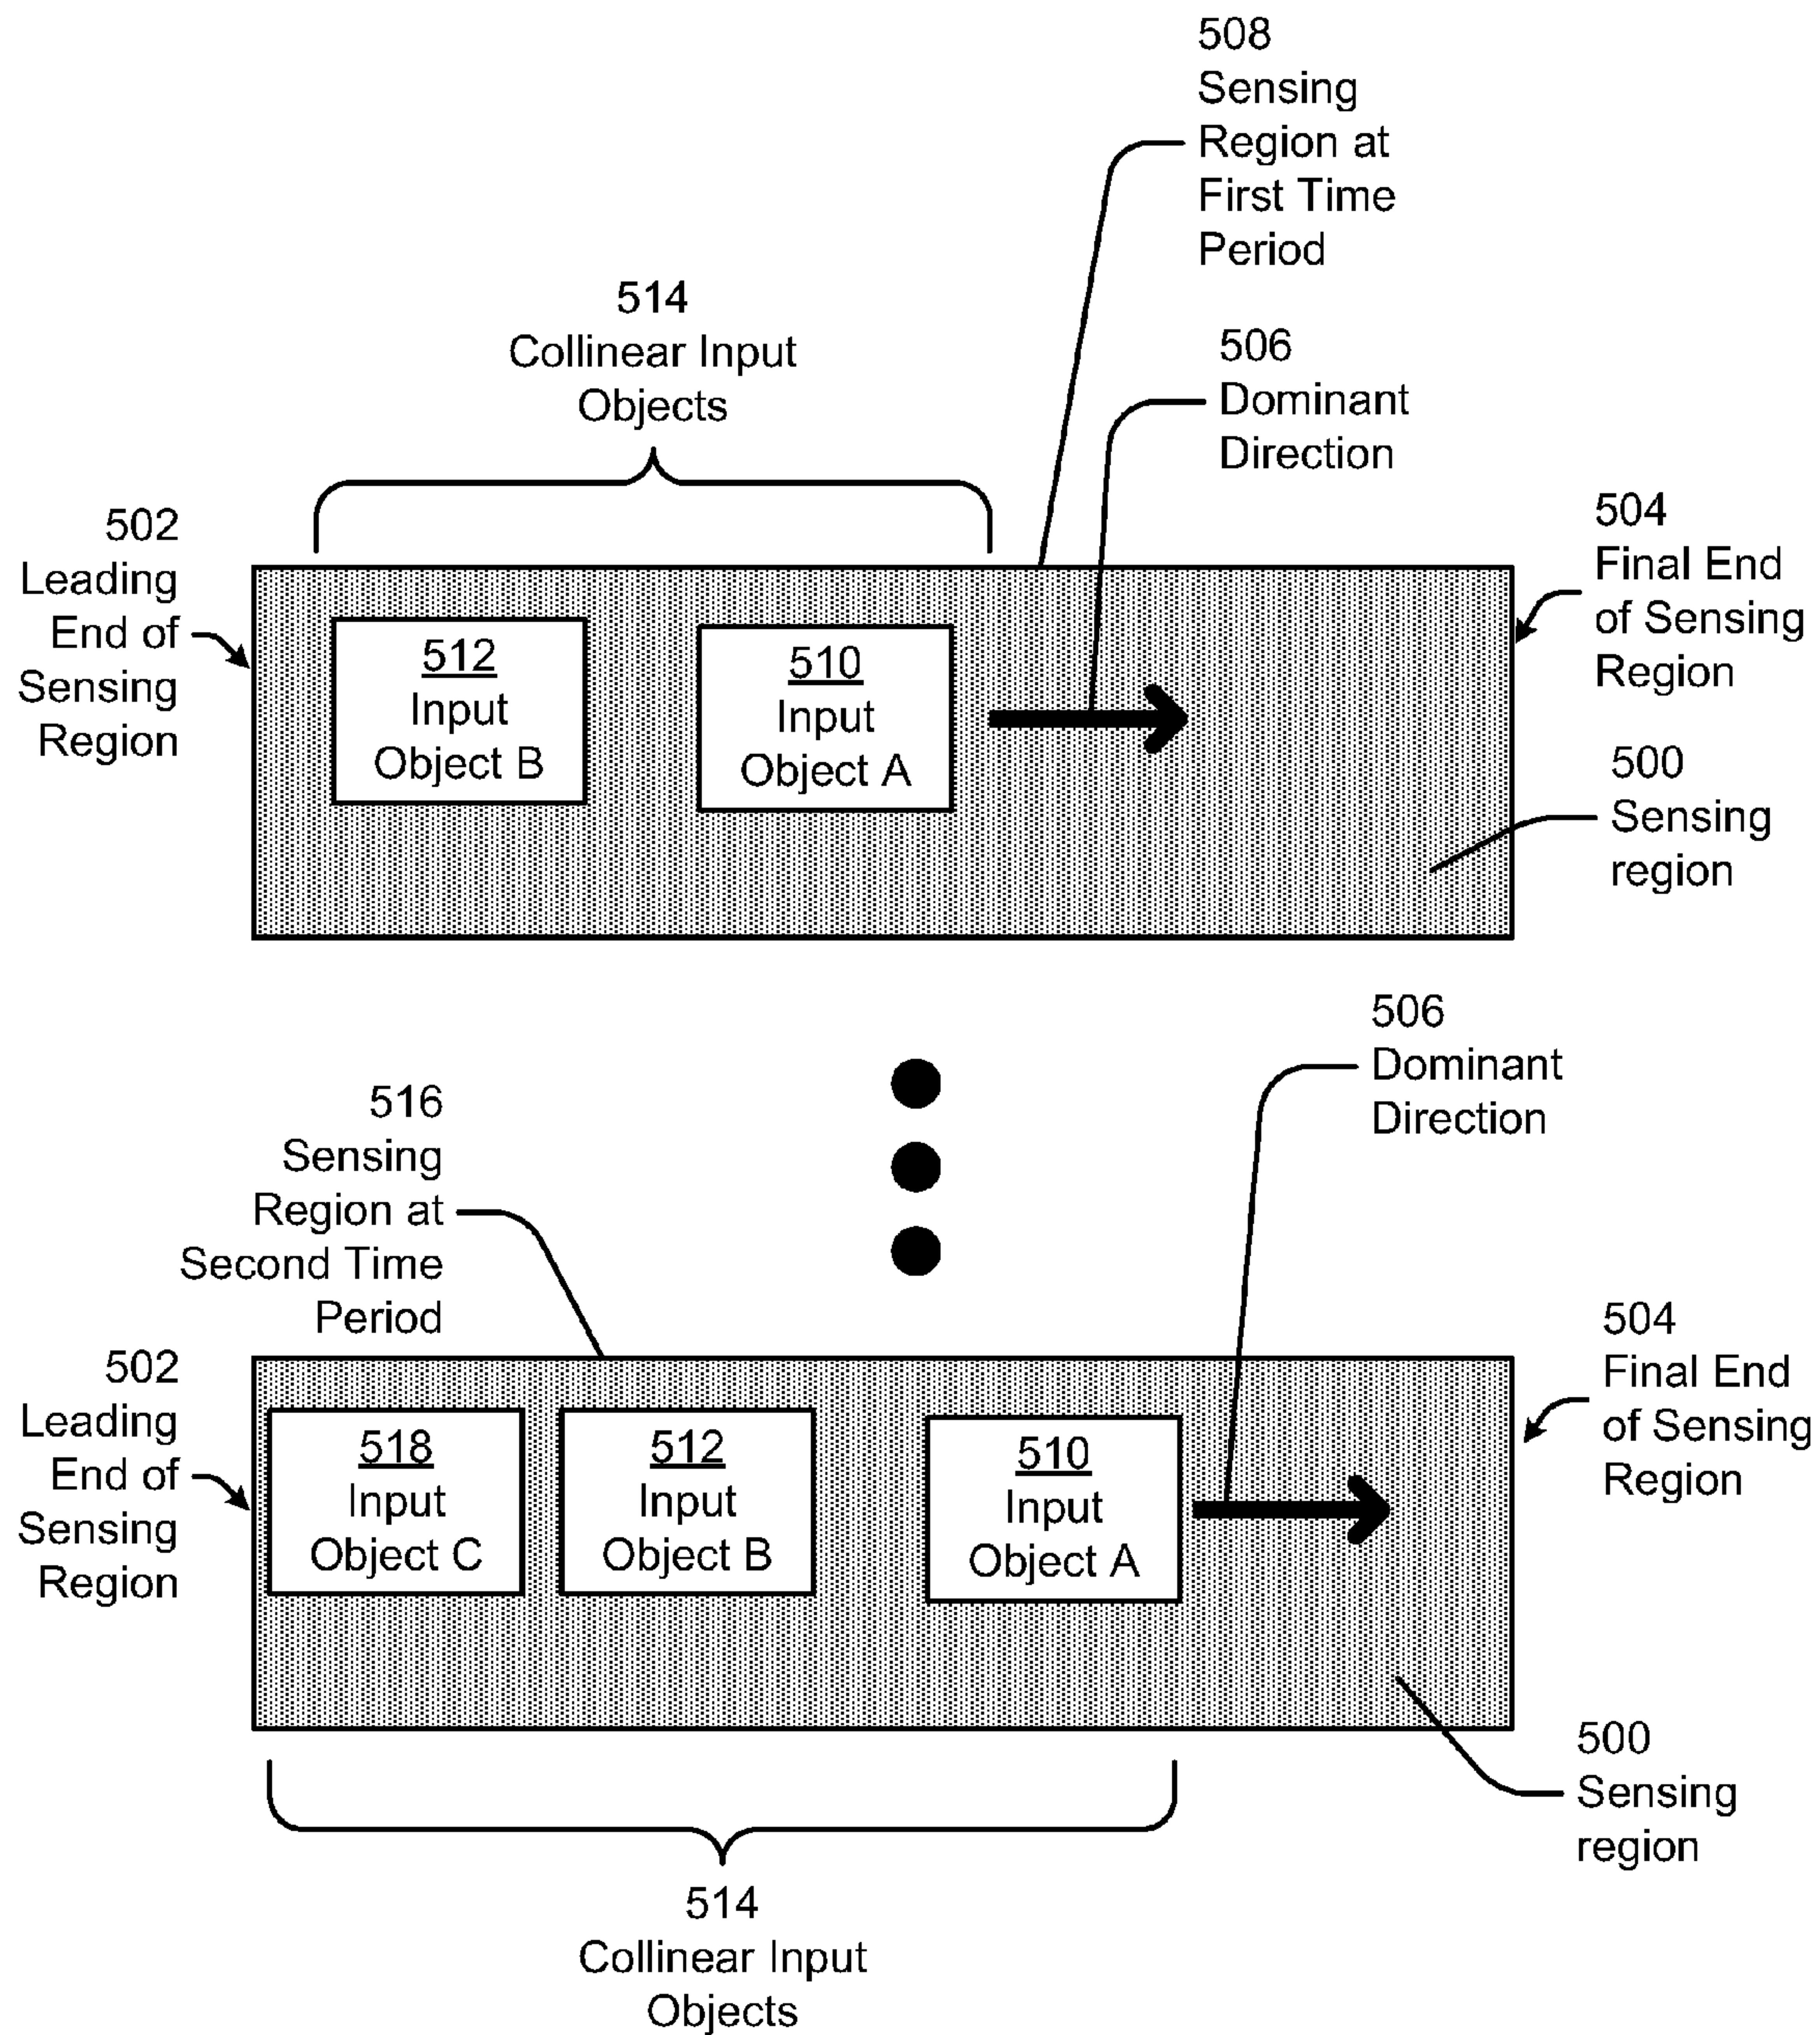 508
Sensing
Region at
First Time
Period
514
Collinear Input
Objects
506
Dominant
Direction
502
Leading
End of
Sensing
Region
504
Final End
of Sensing
Region
512
Input
Object B
510
Input
Object A
500
Sensing
region
506
Dominant
Direction
516
Sensing
Region at
Second Time
Period
502
Leading
End of
Sensing
Region
504
Final End
of Sensing
Region
518
Input
Object C
512
Input
Object B
510
Input
Object A
500
Sensing
region
514
Collinear Input
Objects